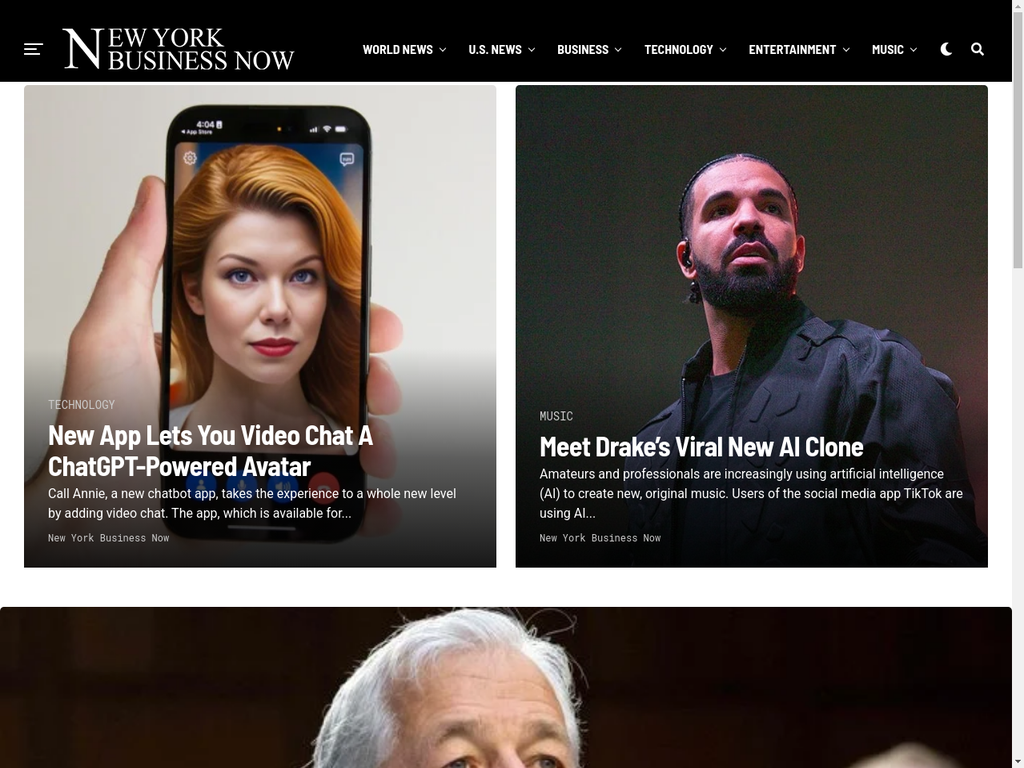 NEW YORK
BUSINESS NOW
WORLD NEWS
U.S. NEWS
BUSINESS
TECHNOLOGY
ENTERTAINMENT
MUSIC
4:04
App Store
TECHNOLOGY
New App Lets You Video Chat A
ChatGPT-Powered Avatar
Call Annie, a new chatbot app, takes the experience to a whole new level
by adding video chat. The app, which is available for...
New York Business Now
MUSIC
Meet Drake’s Viral New AI Clone
Amateurs and professionals are increasingly using artificial intelligence
(AI) to create new, original music. Users of the social media app TikTok are
using AI...
New York Business Now